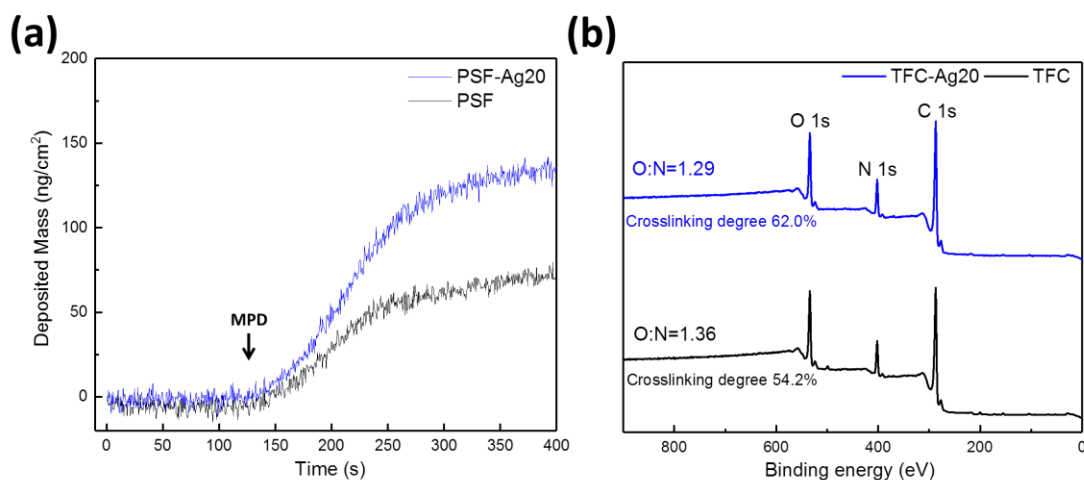 (a)
200
150
100
50
0
Deposited Mass (ng/cm²)
PSF-Ag20
PSF
MPD
0 50 100 150 200 250 300 350 400
Time (s)
(b)
TFC-Ag20 TFC
O 1s
N 1s
C 1s
O:N=1.29
Crosslinking degree 62.0%
O:N=1.36
Crosslinking degree 54.2%
800 600 400 200 0
Binding energy (eV)